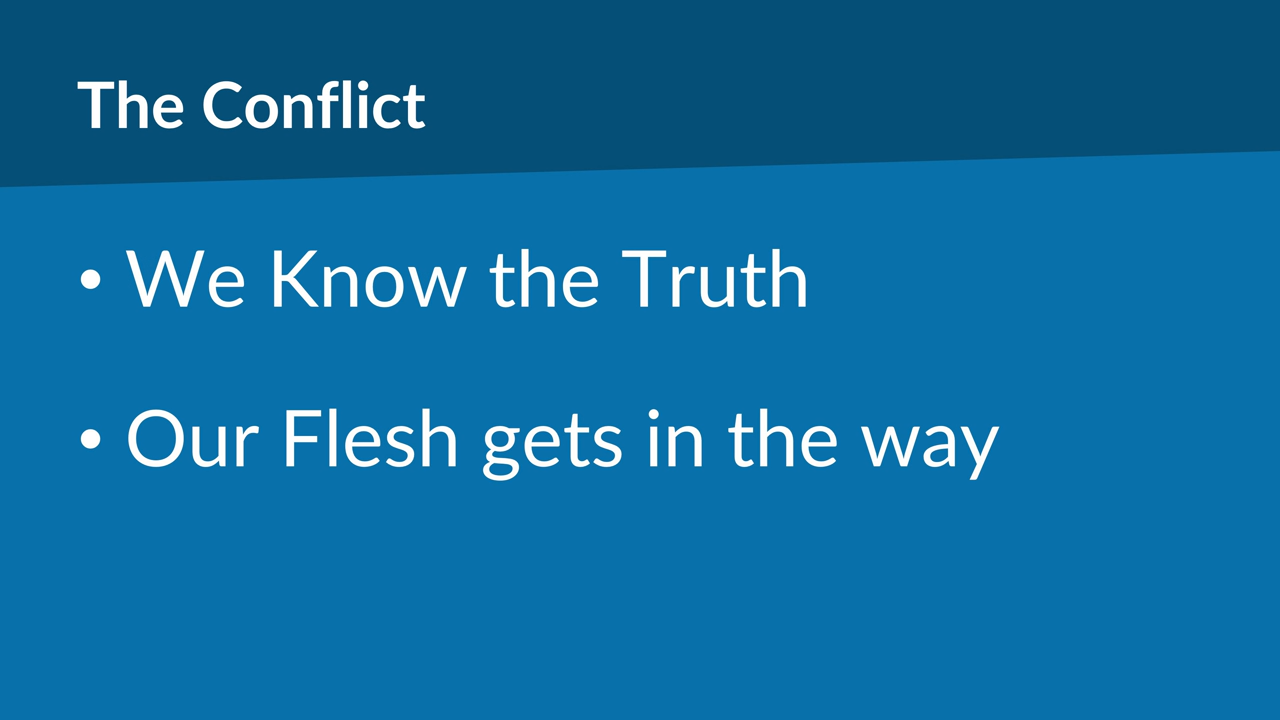 The Conflict
• We Know the Truth
• Our Flesh gets in the way